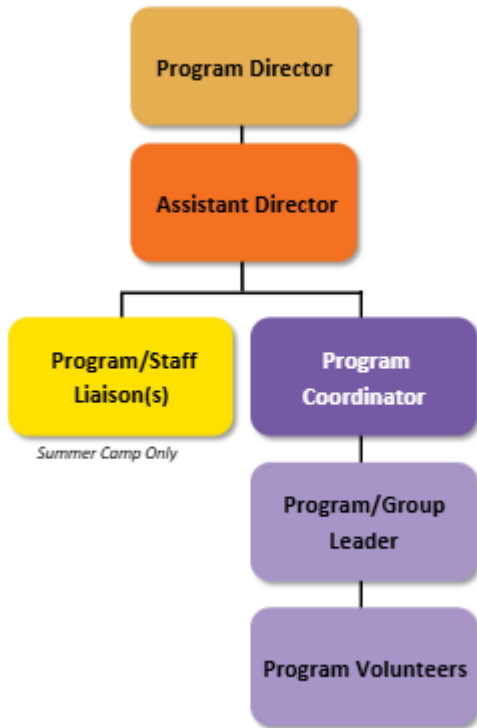 Program Director
Assistant Director
Program/Staff
Liaison(s)
Summer Camp Only
Program
Coordinator
Program/Group
Leader
Program Volunteers